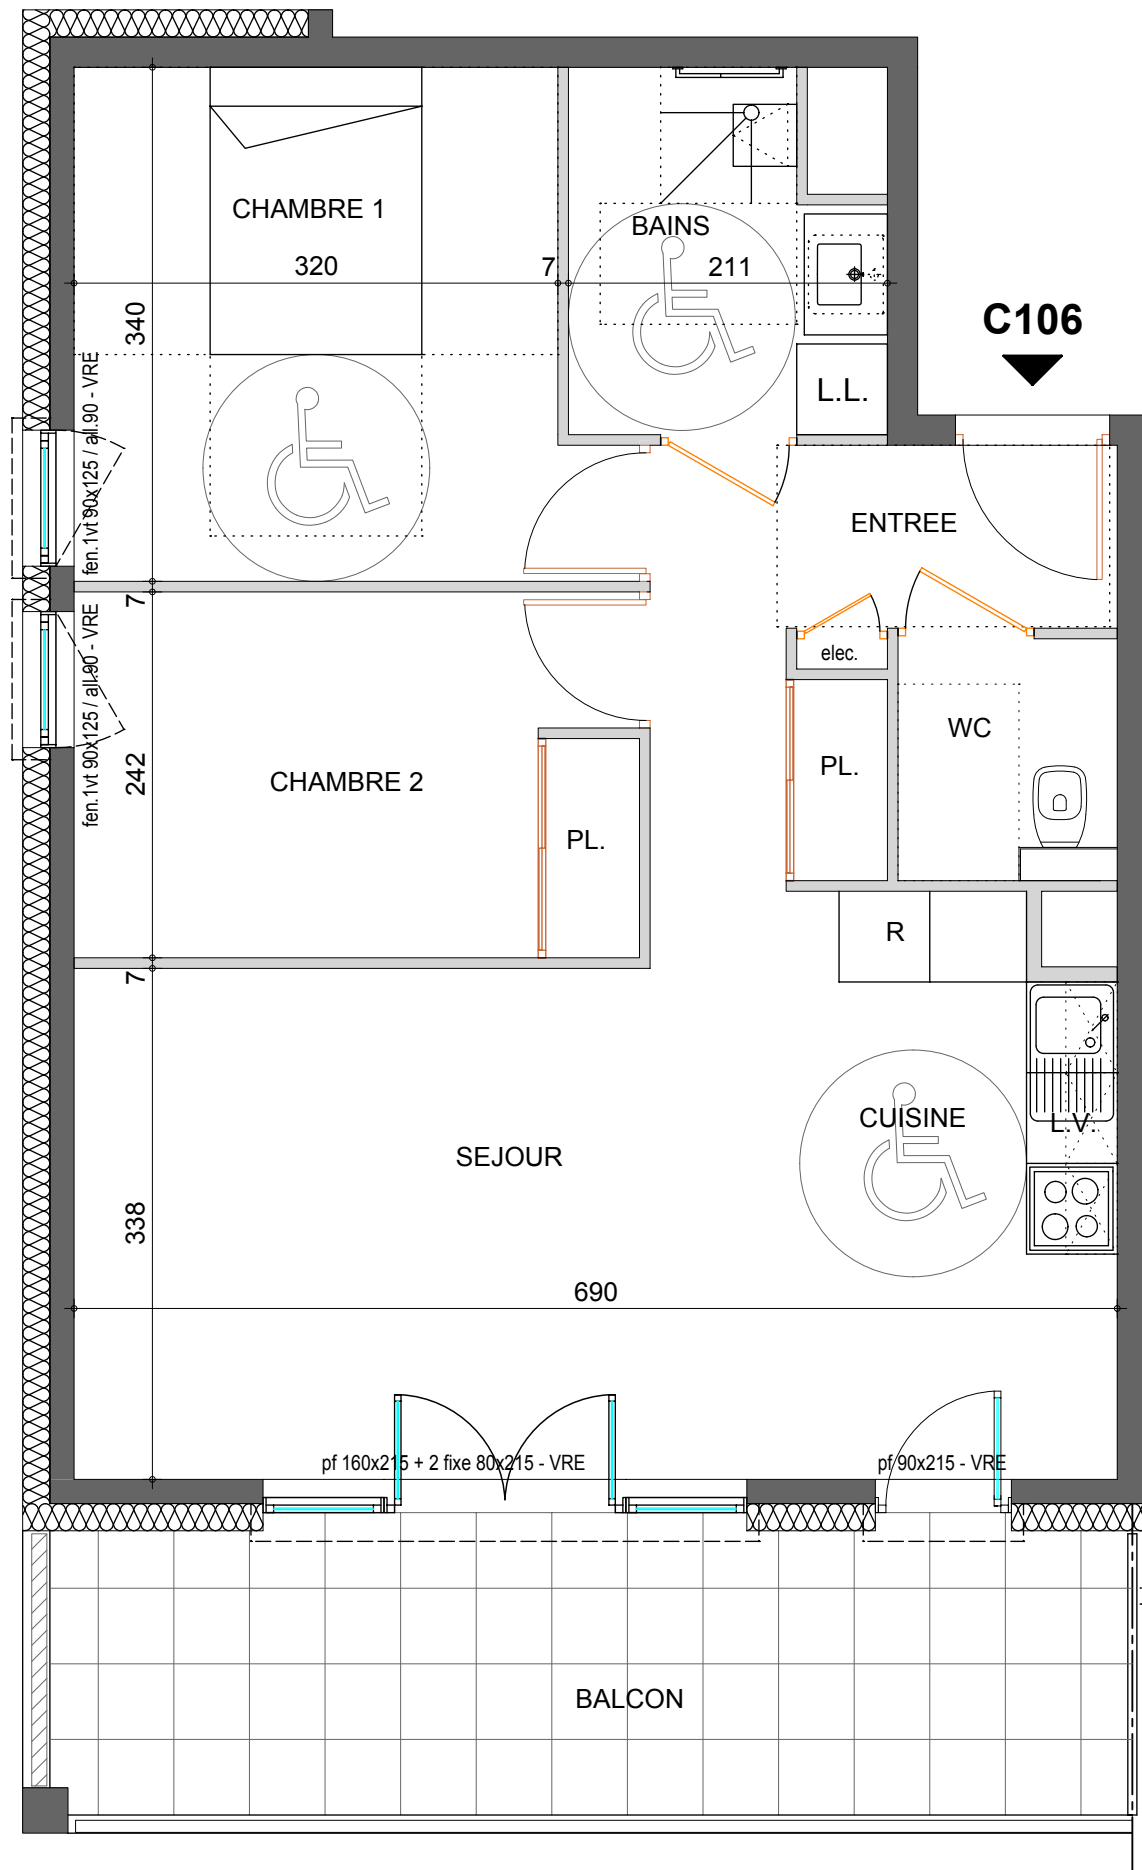 CHAMBRE 1
BAINS
320
7
211
340
C106
L.L.
fen.1vt 90x125 / all.90 - VRE
ENTREE
7
fen.1vt 90x125 / all.90 - VRE
elec.
WC
242
CHAMBRE 2
PL.
PL.
R
7
CUISINE
L.V.
SEJOUR
338
690
pf 160x215 + 2 fixe 80x215 - VRE
pf 90x215 - VRE
BALCON